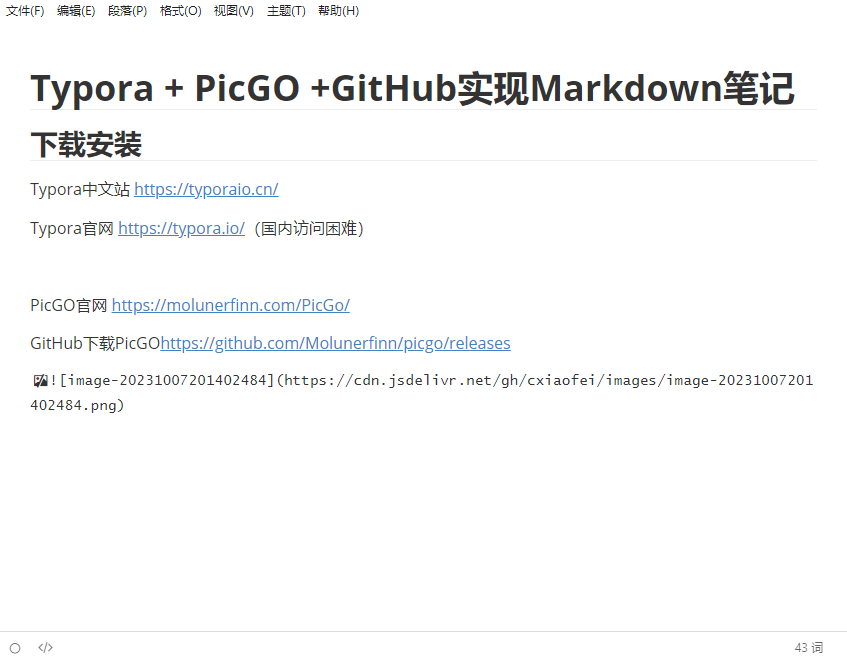 文件(F) 编辑(E) 段落(P) 格式(O) 视图(V) 主题(T) 帮助(H)
Typora + PicGO +GitHub实现Markdown笔记
下载安装
Typora中文站 https://typoraio.cn/
Typora官网 https://typora.io/（国内访问困难）
PicGO官网 https://molunerfinn.com/PicGo/
GitHub下载PicGOhttps://github.com/Molunerfinn/picgo/releases
![image-20231007201402484](https://cdn.jsdelivr.net/gh/cxiaofei/images/image-20231007201
402484.png)
</> 43 词